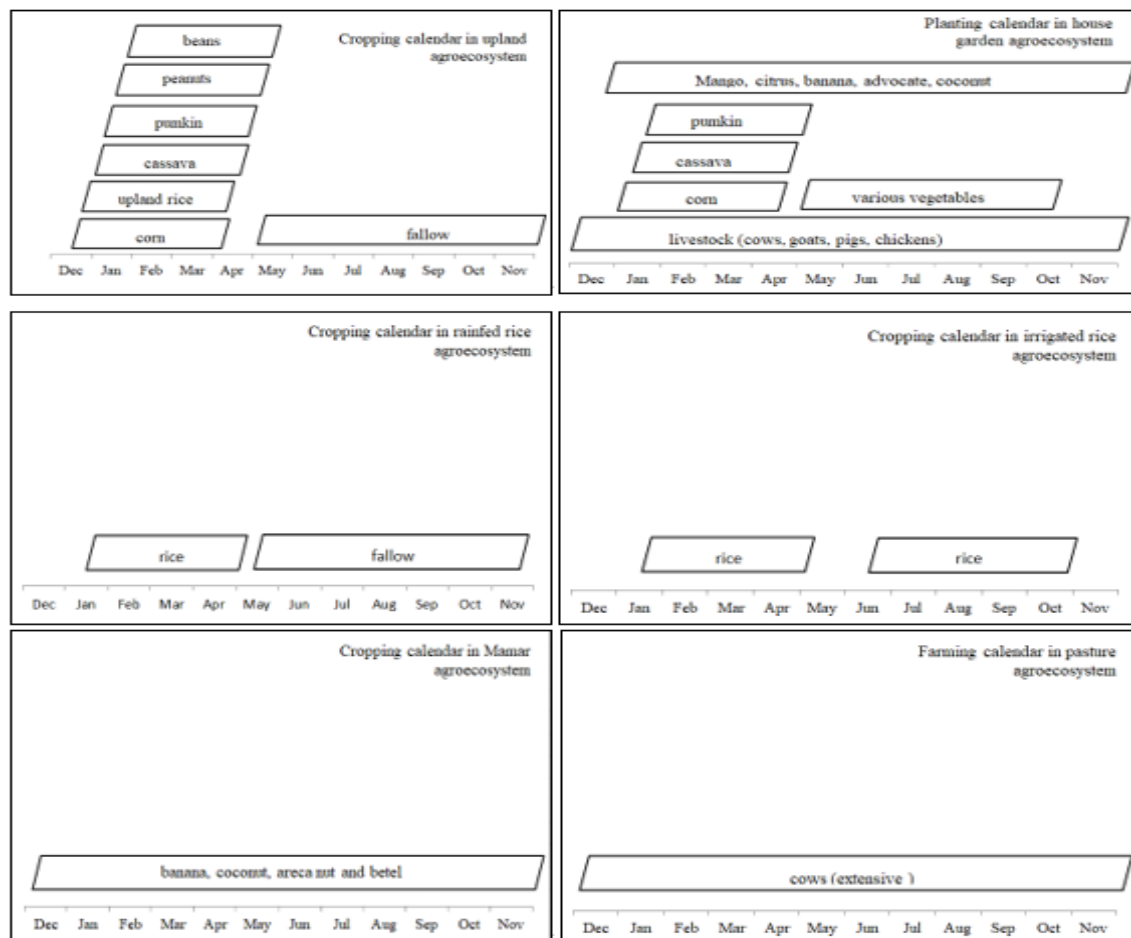 Cropping calendar in upland
agroecosystem
beans
peanuts
pumkin
cassava
upland rice
corn
fallow
Dec Jan Feb Mar Apr May Jun Jul Aug Sep Oct Nov
Planting calendar in house
garden agroecosystem
Mango, citrus, banana, advocate, coconut
pumkin
cassava
corn
various vegetables
livestock (cows, goats, pigs, chickens)
Dec Jan Feb Mar Apr May Jun Jul Aug Sep Oct Nov
Cropping calendar in rainfed rice
agroecosystem
rice
fallow
Dec Jan Feb Mar Apr May Jun Jul Aug Sep Oct Nov
Cropping calendar in irrigated rice
agroecosystem
rice
rice
Dec Jan Feb Mar Apr May Jun Jul Aug Sep Oct Nov
Cropping calendar in Mamar
agroecosystem
banana, coconut, areca nut and betel
Dec Jan Feb Mar Apr May Jun Jul Aug Sep Oct Nov
Farming calendar in pasture
agroecosystem
cows (extensive )
Dec Jan Feb Mar Apr May Jun Jul Aug Sep Oct Nov